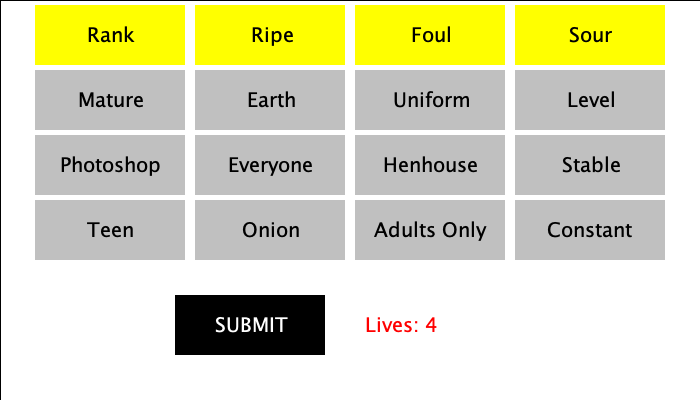 Rank Ripe Foul Sour
Mature Earth Uniform Level
Photoshop Everyone Henhouse Stable
Teen Onion Adults Only Constant
SUBMIT Lives: 4